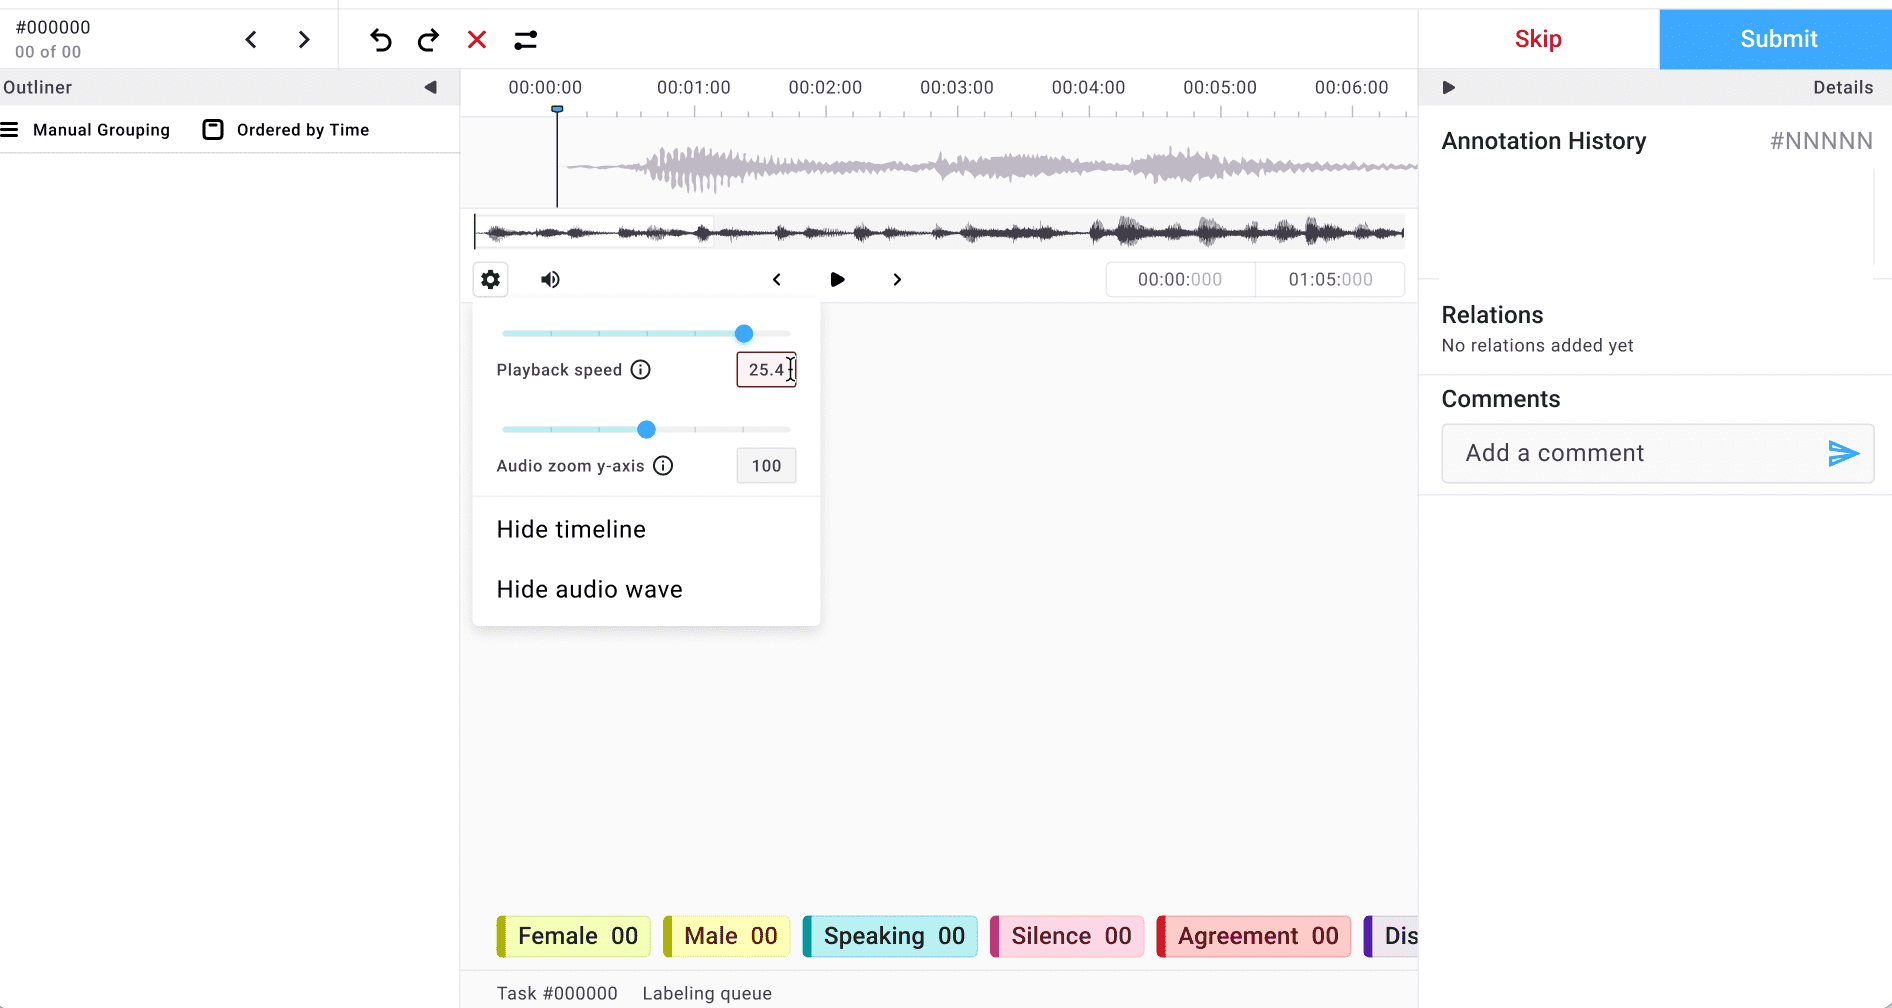 #000000
00 of 00
Skip
Submit
Outliner
00:00:00 00:01:00 00:02:00 00:03:00 00:04:00 00:05:00 00:06:00
Details
Manual Grouping Ordered by Time
Annotation History #NNNNN
00:00:000 01:05:000
Playback speed 25.4
Audio zoom y-axis 100
Hide timeline
Hide audio wave
Relations
No relations added yet
Comments
Add a comment
Female 00 Male 00 Speaking 00 Silence 00 Agreement 00 Dis
Task #000000 Labeling queue